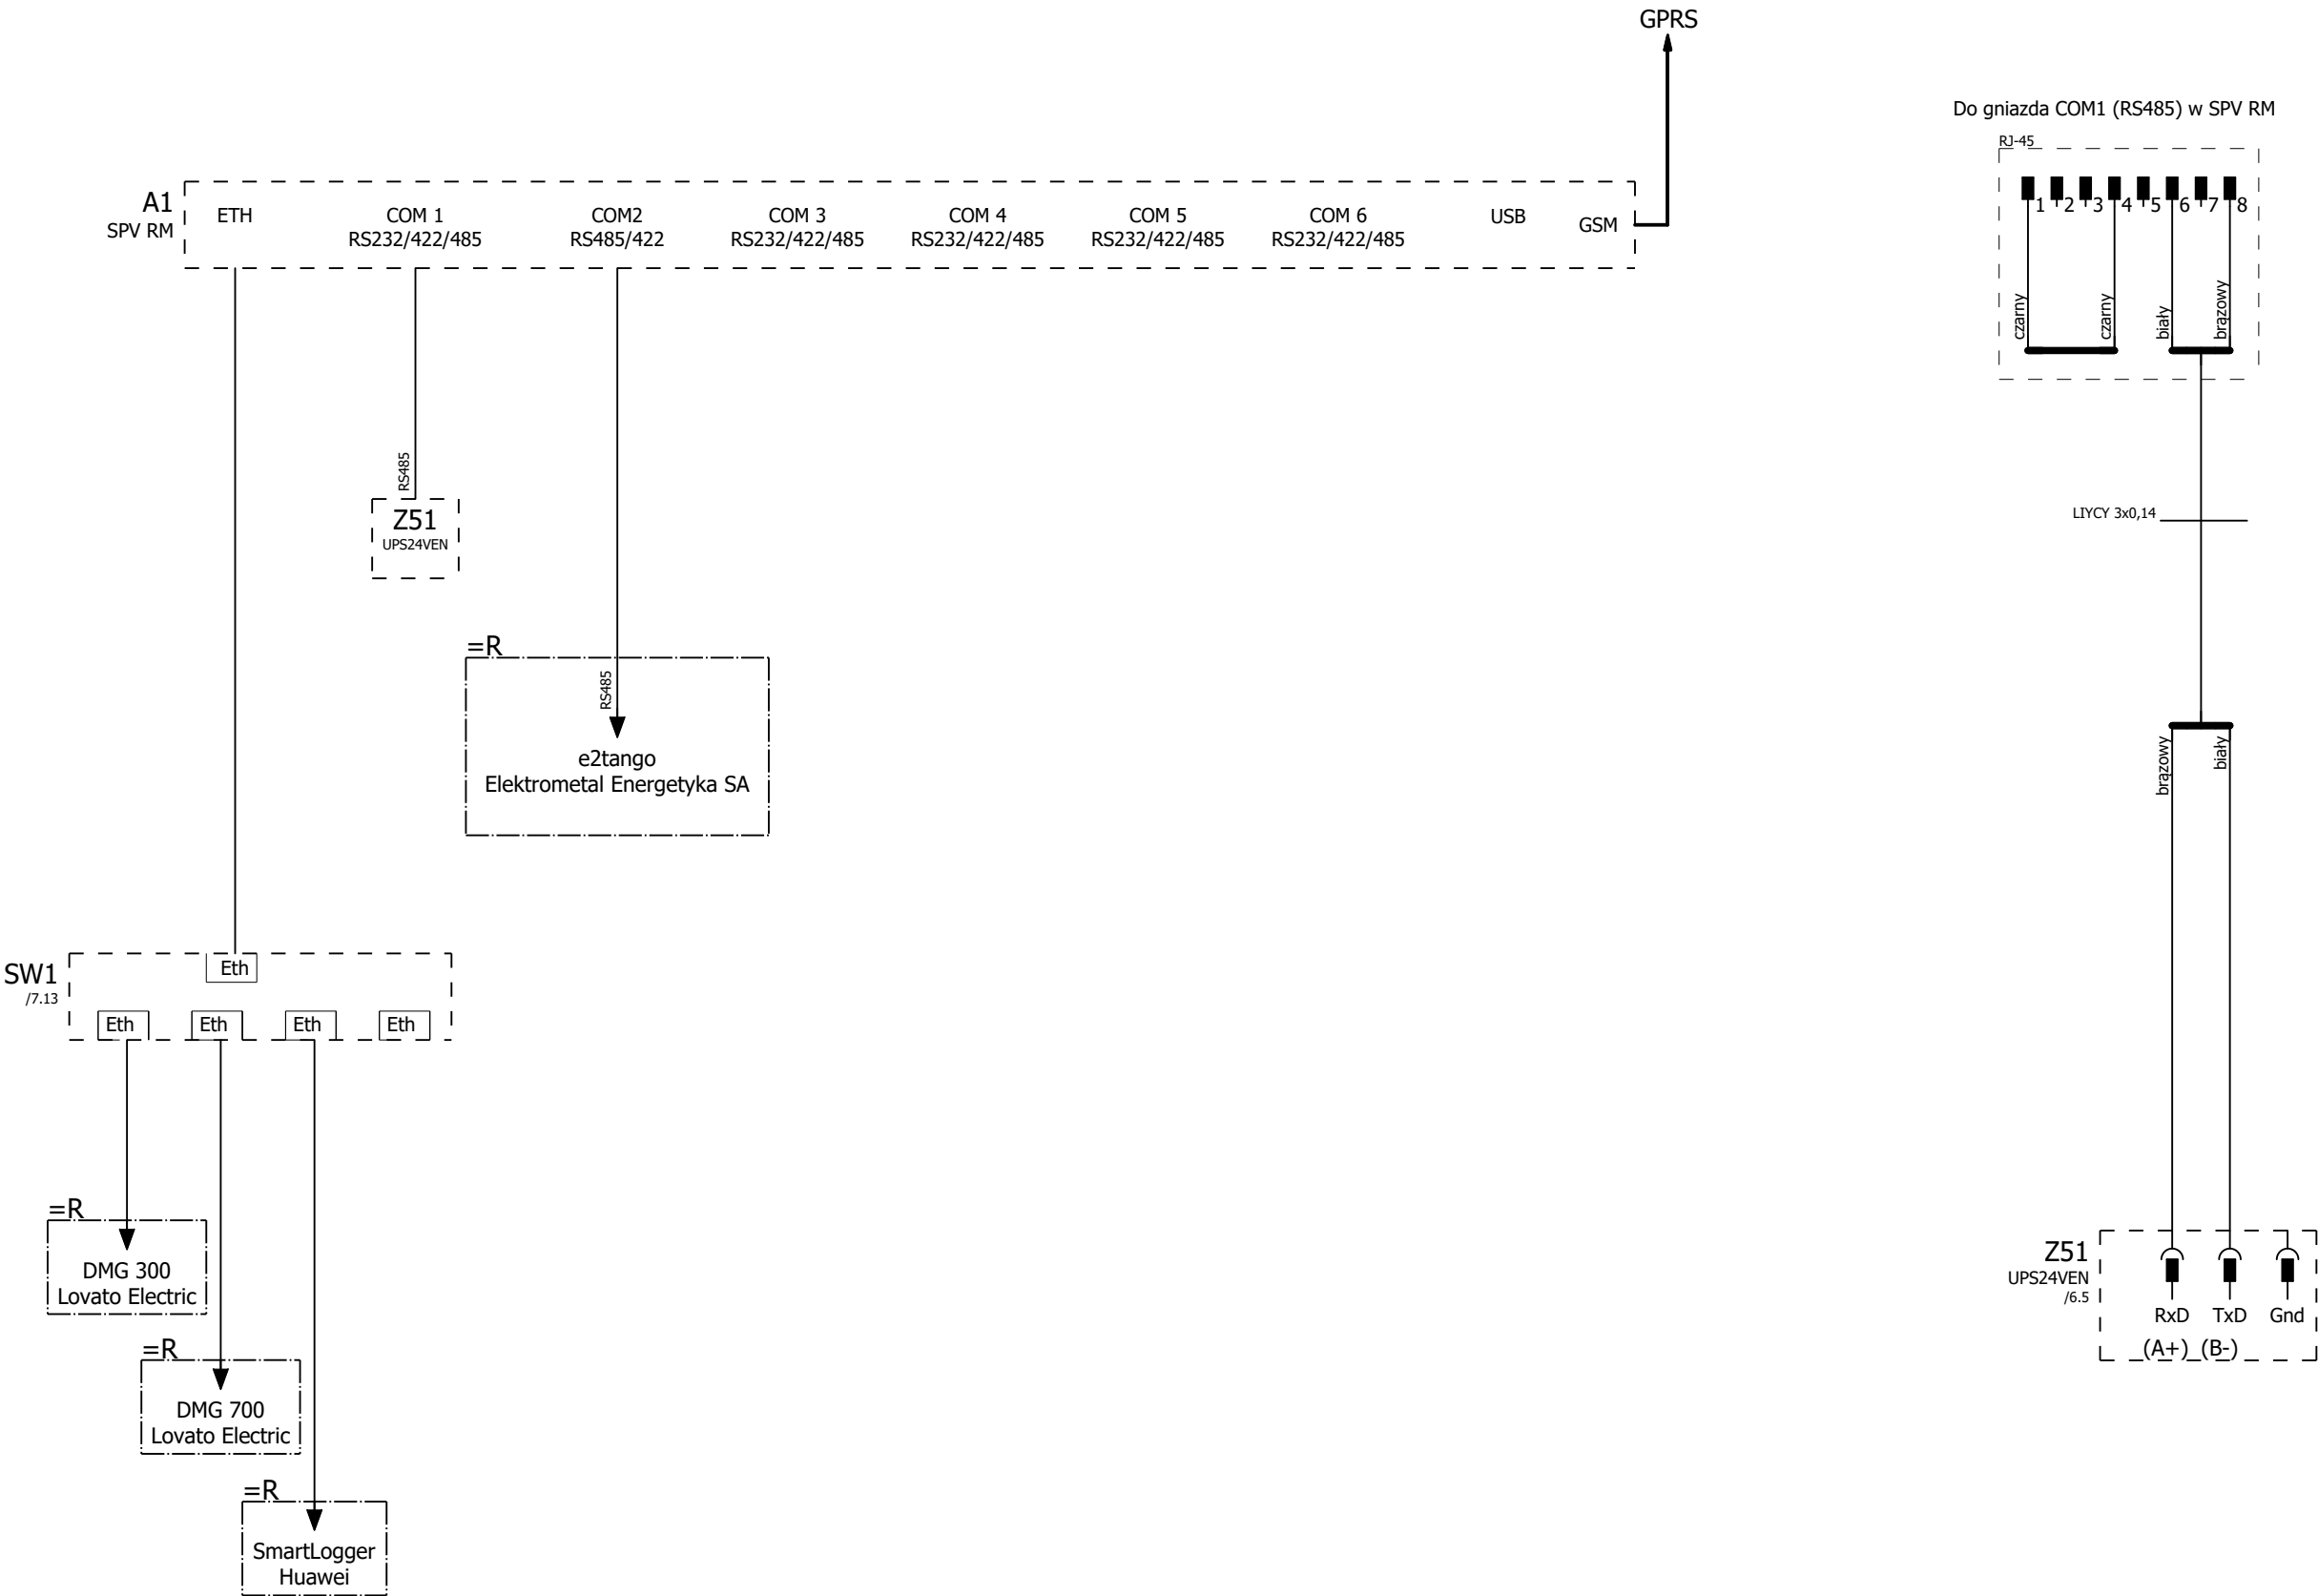 GPRS
Do gniazda COM1 (RS485) w SPV RM
RJ-45
1 2 3 4 5 6 7 8
czarny
czarny
biały
brązowy
A1
SPV RM
ETH
COM 1
RS232/422/485
COM2
RS485/422
COM 3
RS232/422/485
COM 4
RS232/422/485
COM 5
RS232/422/485
COM 6
RS232/422/485
USB
GSM
RS485
Z51
UPS24VEN
LIYCY 3x0,14
=R
RS485
e2tango
Elektrometal Energetyka SA
brązowy
biały
SW1
/7.13
Eth
Eth
Eth
Eth
Eth
=R
DMG 300
Lovato Electric
=R
DMG 700
Lovato Electric
=R
SmartLogger
Huawei
Z51
UPS24VEN
/6.5
RxD
TxD
Gnd
(A+)
(B-)